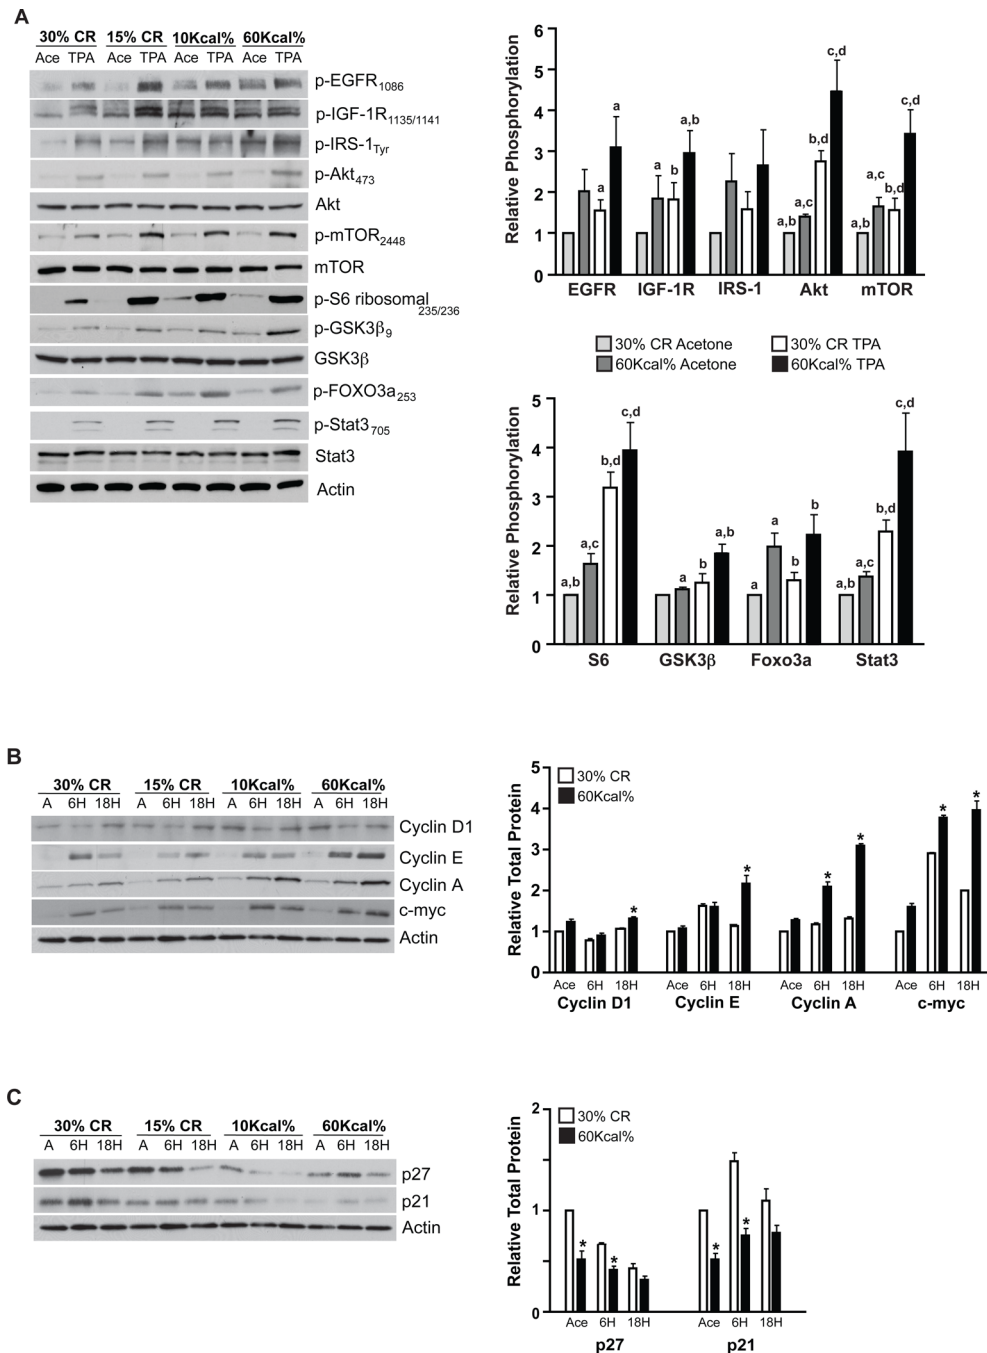 A
30% CR 15% CR 10Kcal% 60Kcal%
Ace TPA Ace TPA Ace TPA Ace TPA
p-EGFR1086
p-IGF-1R1135/1141
p-IRS-1Tyr
p-Akt473
Akt
p-mTOR2448
mTOR
p-S6 ribosomal235/236
p-GSK3β9
GSK3β
p-FOXO3a253
p-Stat3705
Stat3
Actin
Relative Phosphorylation
6
5
4
3
2
1
0
a a a a,b b a,b a,c b,d c,d a,b a,c b,d c,d
EGFR IGF-1R IRS-1 Akt mTOR
30% CR Acetone 30% CR TPA
60Kcal% Acetone 60Kcal% TPA
Relative Phosphorylation
5
4
3
2
1
0
a,b a,c b,d c,d a b a,b a a b b a,b a,c b,d c,d
S6 GSK3β Foxo3a Stat3
B
30% CR 15% CR 10Kcal% 60Kcal%
A 6H 18H A 6H 18H A 6H 18H A 6H 18H
Cyclin D1
Cyclin E
Cyclin A
c-myc
Actin
Relative Total Protein
5
4
3
2
1
0
30% CR
60Kcal%
* * * * * *
Ace 6H 18H Ace 6H 18H Ace 6H 18H Ace 6H 18H
Cyclin D1 Cyclin E Cyclin A c-myc
C
30% CR 15% CR 10Kcal% 60Kcal%
A 6H 18H A 6H 18H A 6H 18H A 6H 18H
p27
p21
Actin
Relative Total Protein
2
1
0
30% CR
60Kcal%
* * * *
Ace 6H 18H Ace 6H 18H
p27 p21